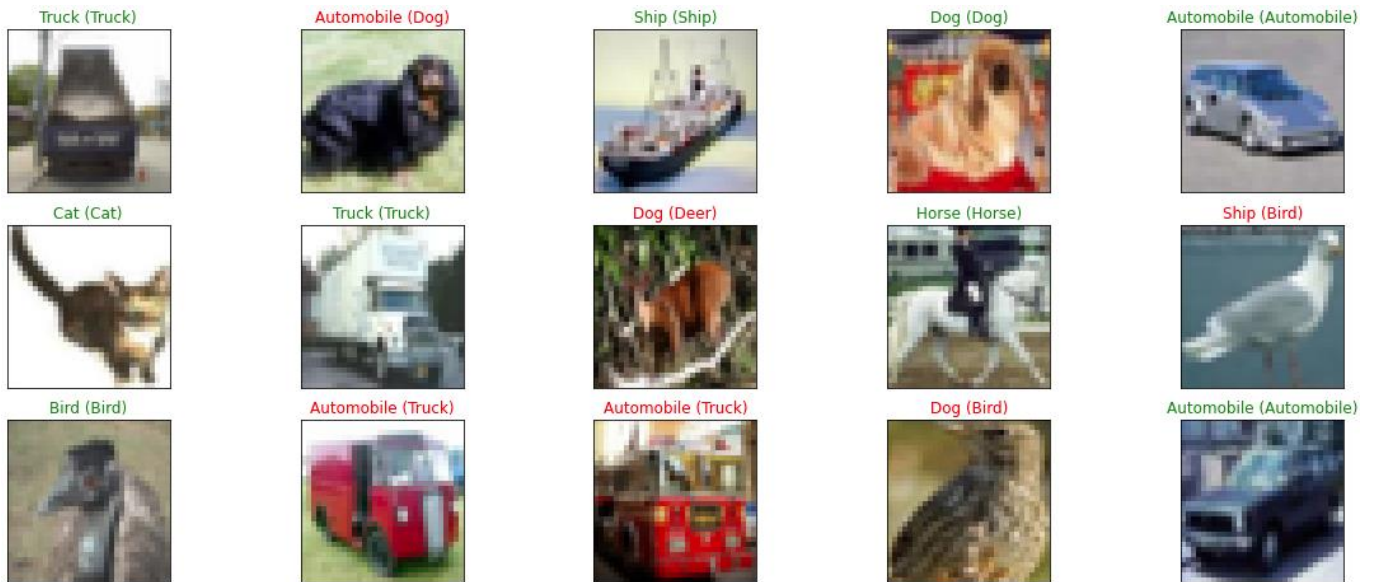 Truck (Truck)
Automobile (Dog)
Ship (Ship)
Dog (Dog)
Automobile (Automobile)
Cat (Cat)
Truck (Truck)
Dog (Deer)
Horse (Horse)
Ship (Bird)
Bird (Bird)
Automobile (Truck)
Automobile (Truck)
Dog (Bird)
Automobile (Automobile)